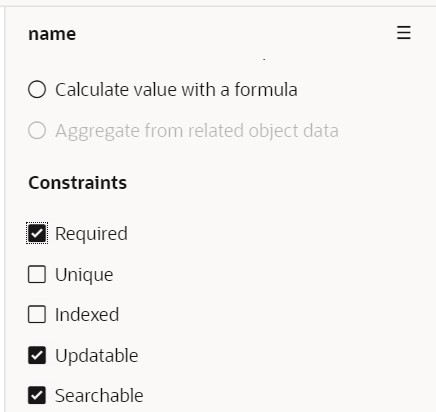 name
Calculate value with a formula
Aggregate from related object data
Constraints
Required
Unique
Indexed
Updatable
Searchable